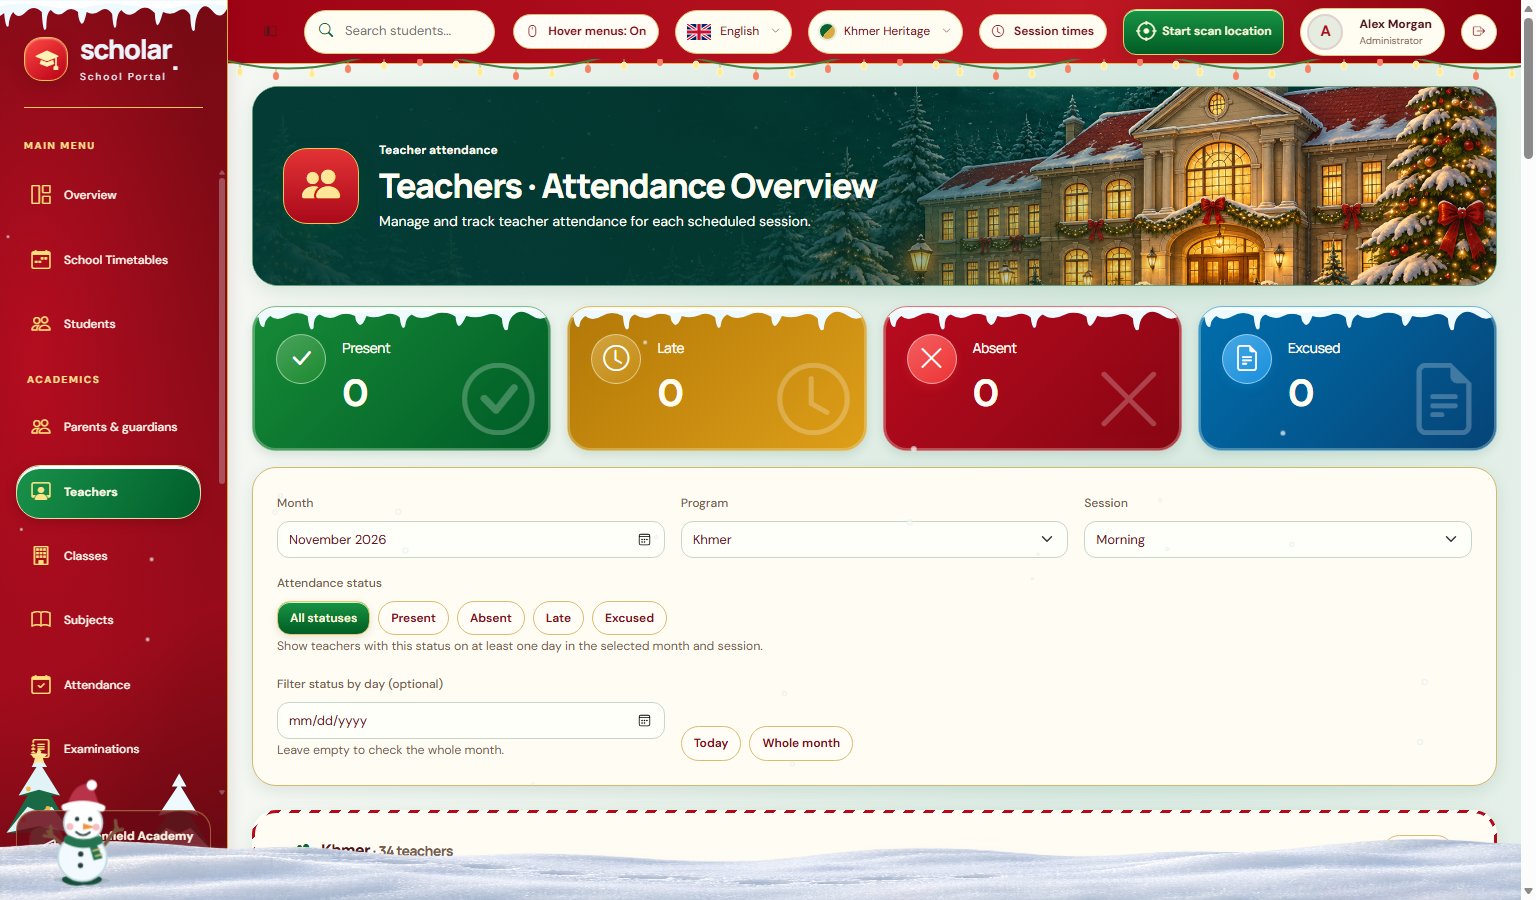 scholar.
School Portal
Search students...
Hover menus: On
English
Khmer Heritage
Session times
Start scan location
A
Alex Morgan
Administrator
MAIN MENU
Overview
School Timetables
Students
ACADEMICS
Parents & guardians
Teachers
Classes
Subjects
Attendance
Examinations
Academy
Teacher attendance
Teachers · Attendance Overview
Manage and track teacher attendance for each scheduled session.
Present
0
Late
0
Absent
0
Excused
0
Month
November 2026
Program
Khmer
Session
Morning
Attendance status
All statuses
Present
Absent
Late
Excused
Show teachers with this status on at least one day in the selected month and session.
Filter status by day (optional)
mm/dd/yyyy
Leave empty to check the whole month.
Today
Whole month
Khmer · 34 teachers